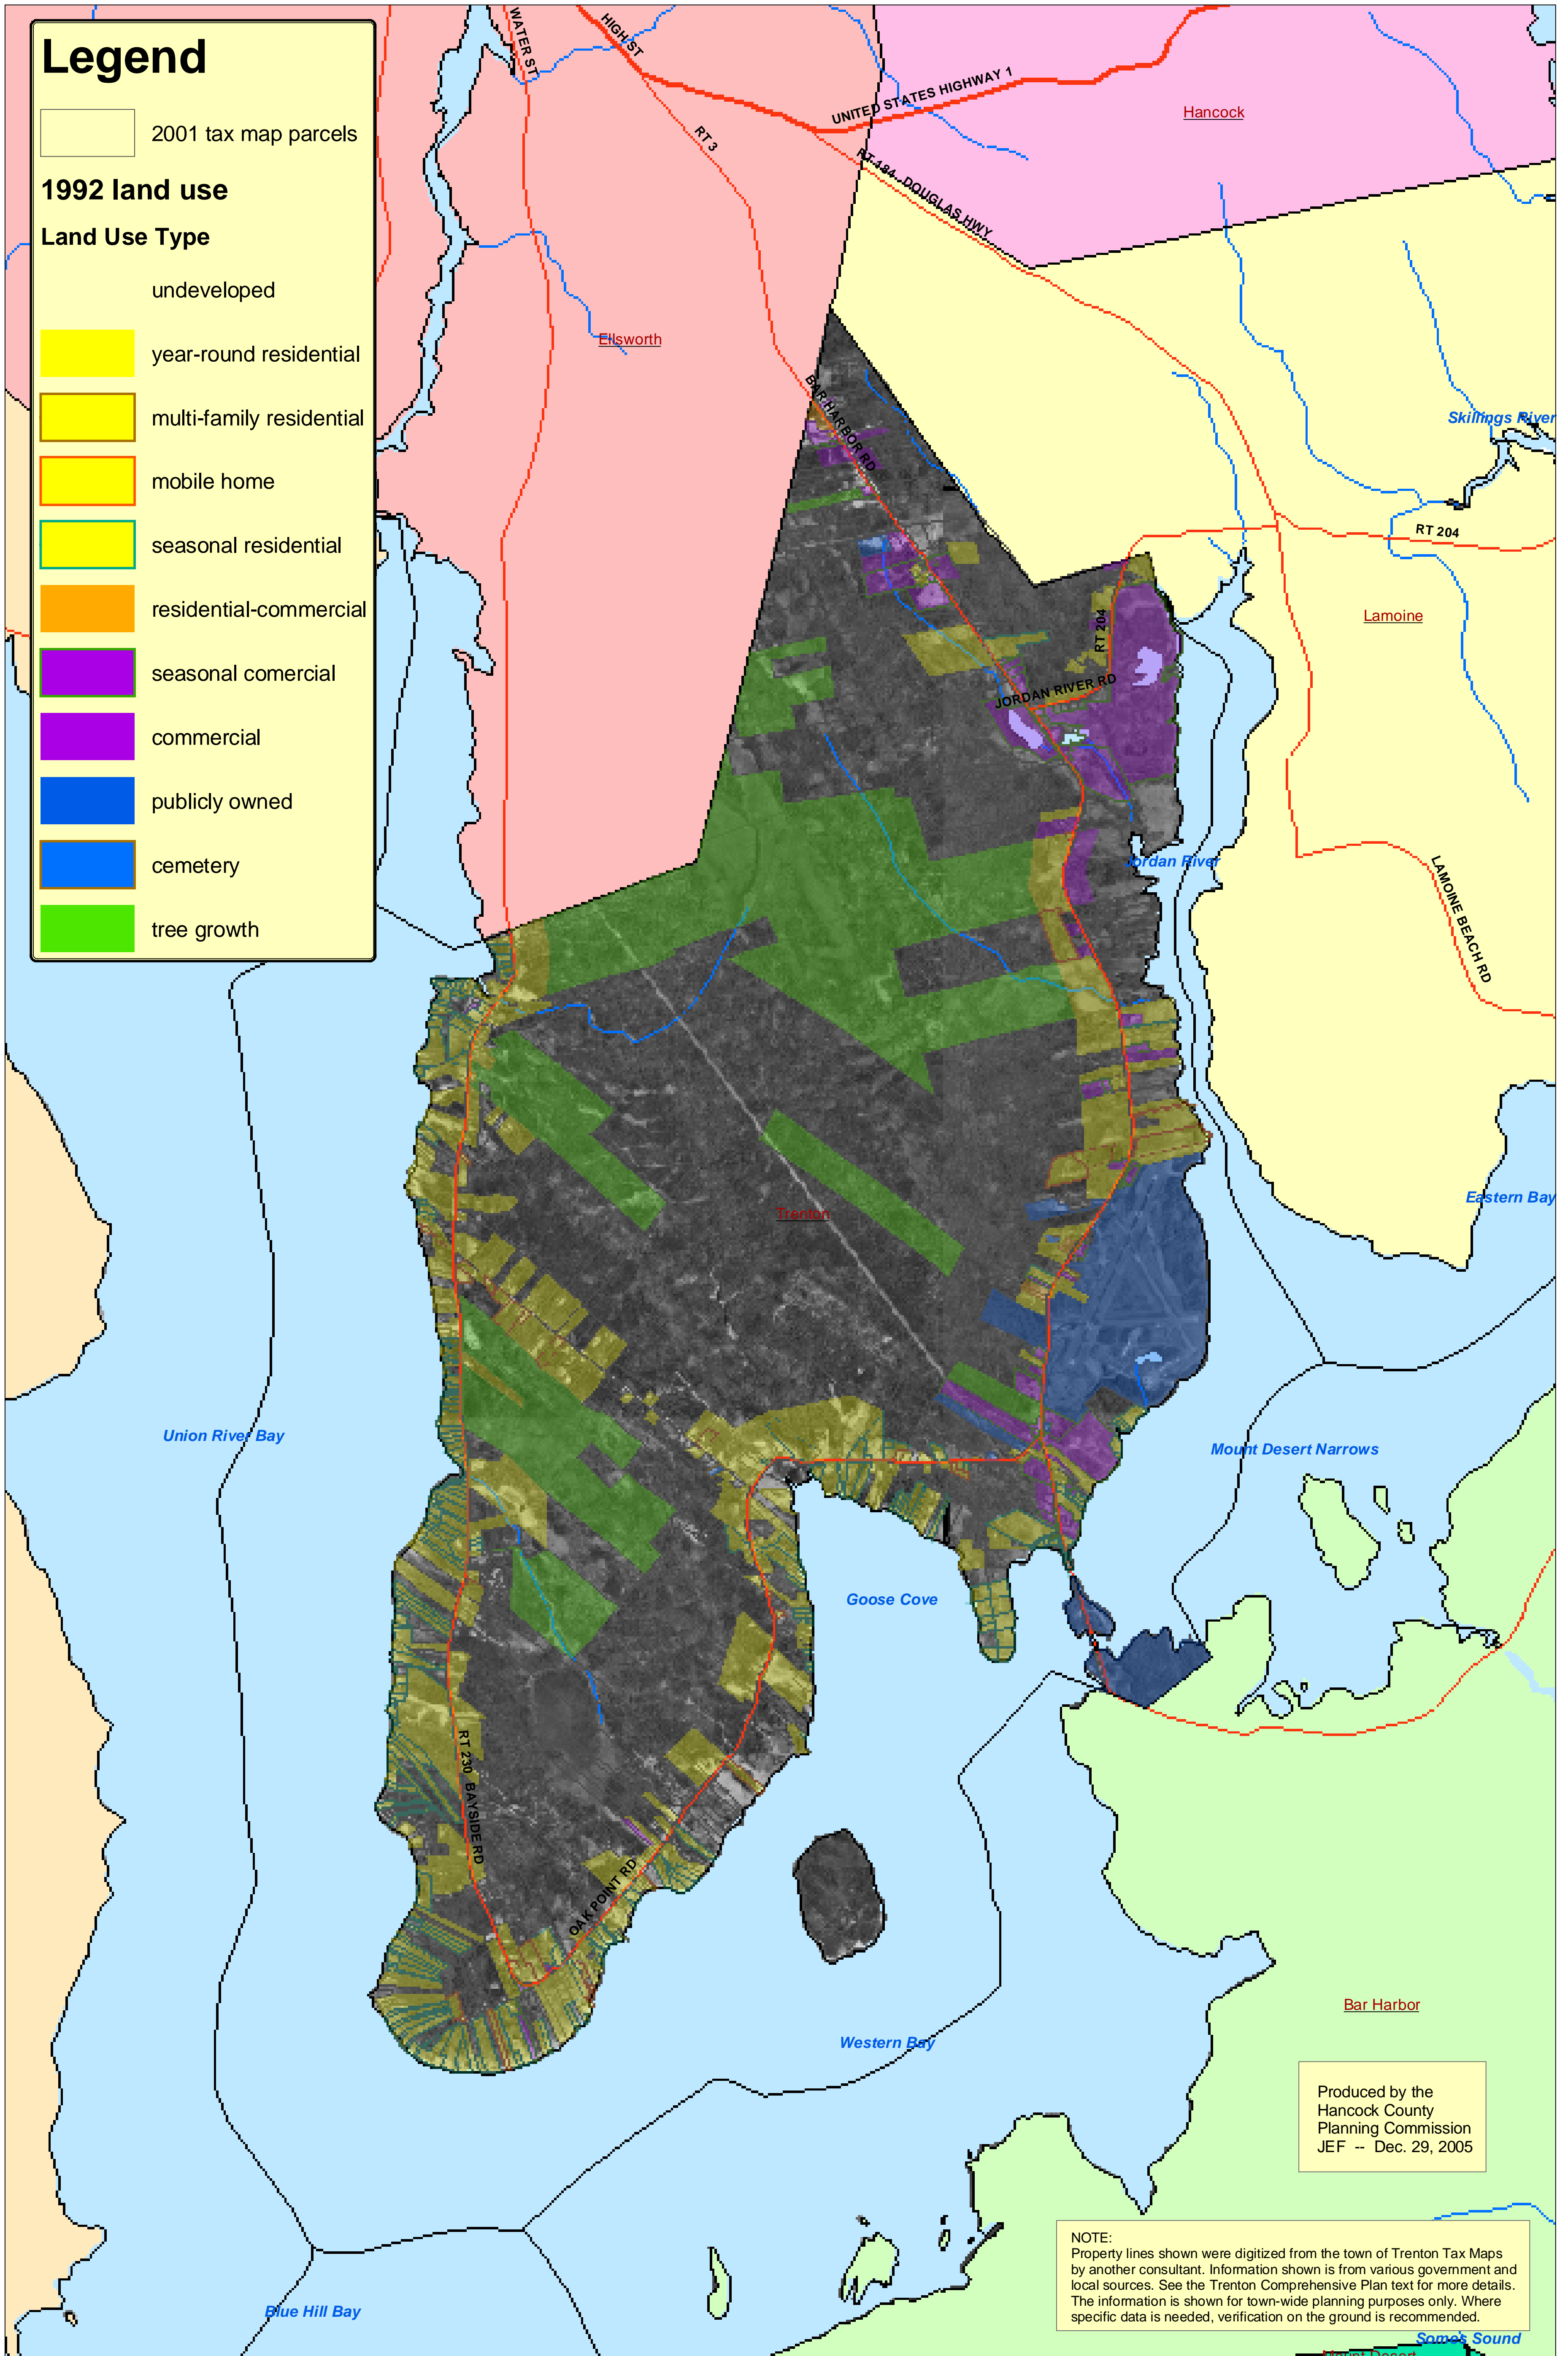 Legend
2001 tax map parcels
1992 land use
Land Use Type
undeveloped
year-round residential
multi-family residential
mobile home
seasonal residential
residential-commercial
seasonal comercial
commercial
publicly owned
cemetery
tree growth
WATER ST
HIGH ST
UNITED STATES HIGHWAY 1
Hancock
RT 3
RT 184 DOUGLAS HWY
Ellsworth
BAR HARBOR RD
Skillings River
RT 204
Lamoine
RT 204
JORDAN RIVER RD
Jordan River
LAMOINE BEACH RD
Eastern Bay
Trenton
Union River Bay
Mount Desert Narrows
Goose Cove
RT 230 BAYSIDE RD
OAK POINT RD
Bar Harbor
Western Bay
Produced by the
Hancock County
Planning Commission
JEF -- Dec. 29, 2005
NOTE:
Property lines shown were digitized from the town of Trenton Tax Maps
by another consultant. Information shown is from various government and
local sources. See the Trenton Comprehensive Plan text for more details.
The information is shown for town-wide planning purposes only. Where
specific data is needed, verification on the ground is recommended.
Blue Hill Bay
Somes Sound
Mount Desert